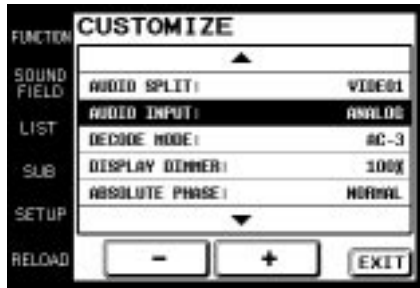 CUSTOMIZE
FUNCTION
SOUND FIELD
LIST
SUB
SETUP
RELOAD
AUDIO SPLIT: VIDEO1
AUDIO INPUT: ANALOG
DECODE MODE: AC-3
DISPLAY DIMMER: 100%
ABSOLUTE PHASE: NORMAL
- + EXIT